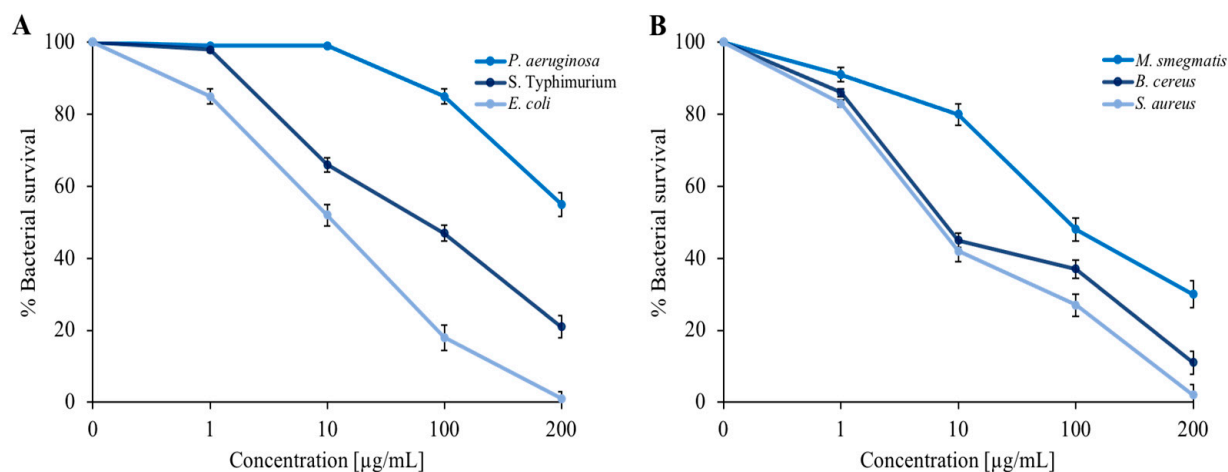 A
% Bacterial survival
100
80
60
40
20
0
P. aeruginosa
S. Typhimurium
E. coli
0 1 10 100 200
Concentration [µg/mL]
B
% Bacterial survival
100
80
60
40
20
0
M. smegmatis
B. cereus
S. aureus
0 1 10 100 200
Concentration [µg/mL]